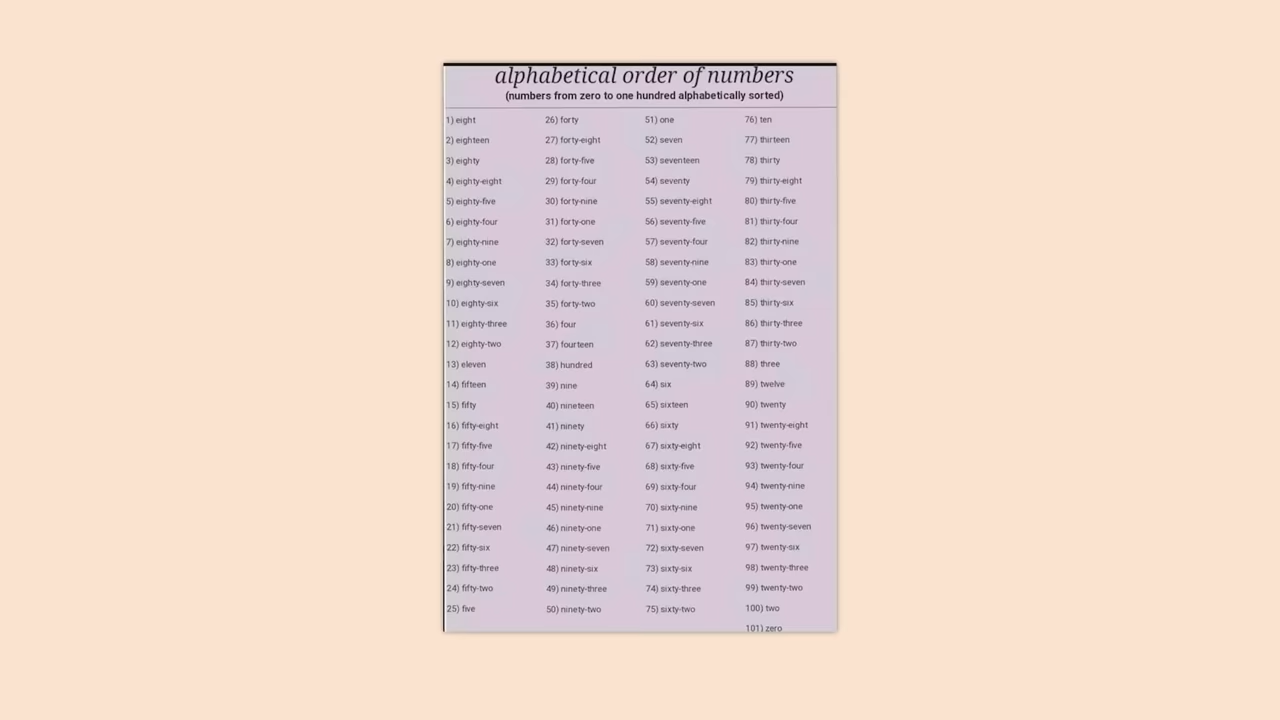 alphabetical order of numbers
(numbers from zero to one hundred alphabetically sorted)
1) eight
2) eighteen
3) eighty
4) eighty-eight
5) eighty-five
6) eighty-four
7) eighty-nine
8) eighty-one
9) eighty-seven
10) eighty-six
11) eighty-three
12) eighty-two
13) eleven
14) fifteen
15) fifty
16) fifty-eight
17) fifty-five
18) fifty-four
19) fifty-nine
20) fifty-one
21) fifty-seven
22) fifty-six
23) fifty-three
24) fifty-two
25) five
26) forty
27) forty-eight
28) forty-five
29) forty-four
30) forty-nine
31) forty-one
32) forty-seven
33) forty-six
34) forty-three
35) forty-two
36) four
37) fourteen
38) hundred
39) nine
40) nineteen
41) ninety
42) ninety-eight
43) ninety-five
44) ninety-four
45) ninety-nine
46) ninety-one
47) ninety-seven
48) ninety-six
49) ninety-three
50) ninety-two
51) one
52) seven
53) seventeen
54) seventy
55) seventy-eight
56) seventy-five
57) seventy-four
58) seventy-nine
59) seventy-one
60) seventy-seven
61) seventy-six
62) seventy-three
63) seventy-two
64) six
65) sixteen
66) sixty
67) sixty-eight
68) sixty-five
69) sixty-four
70) sixty-nine
71) sixty-one
72) sixty-seven
73) sixty-six
74) sixty-three
75) sixty-two
76) ten
77) thirteen
78) thirty
79) thirty-eight
80) thirty-five
81) thirty-four
82) thirty-nine
83) thirty-one
84) thirty-seven
85) thirty-six
86) thirty-three
87) thirty-two
88) three
89) twelve
90) twenty
91) twenty-eight
92) twenty-five
93) twenty-four
94) twenty-nine
95) twenty-one
96) twenty-seven
97) twenty-six
98) twenty-three
99) twenty-two
100) two
101) zero